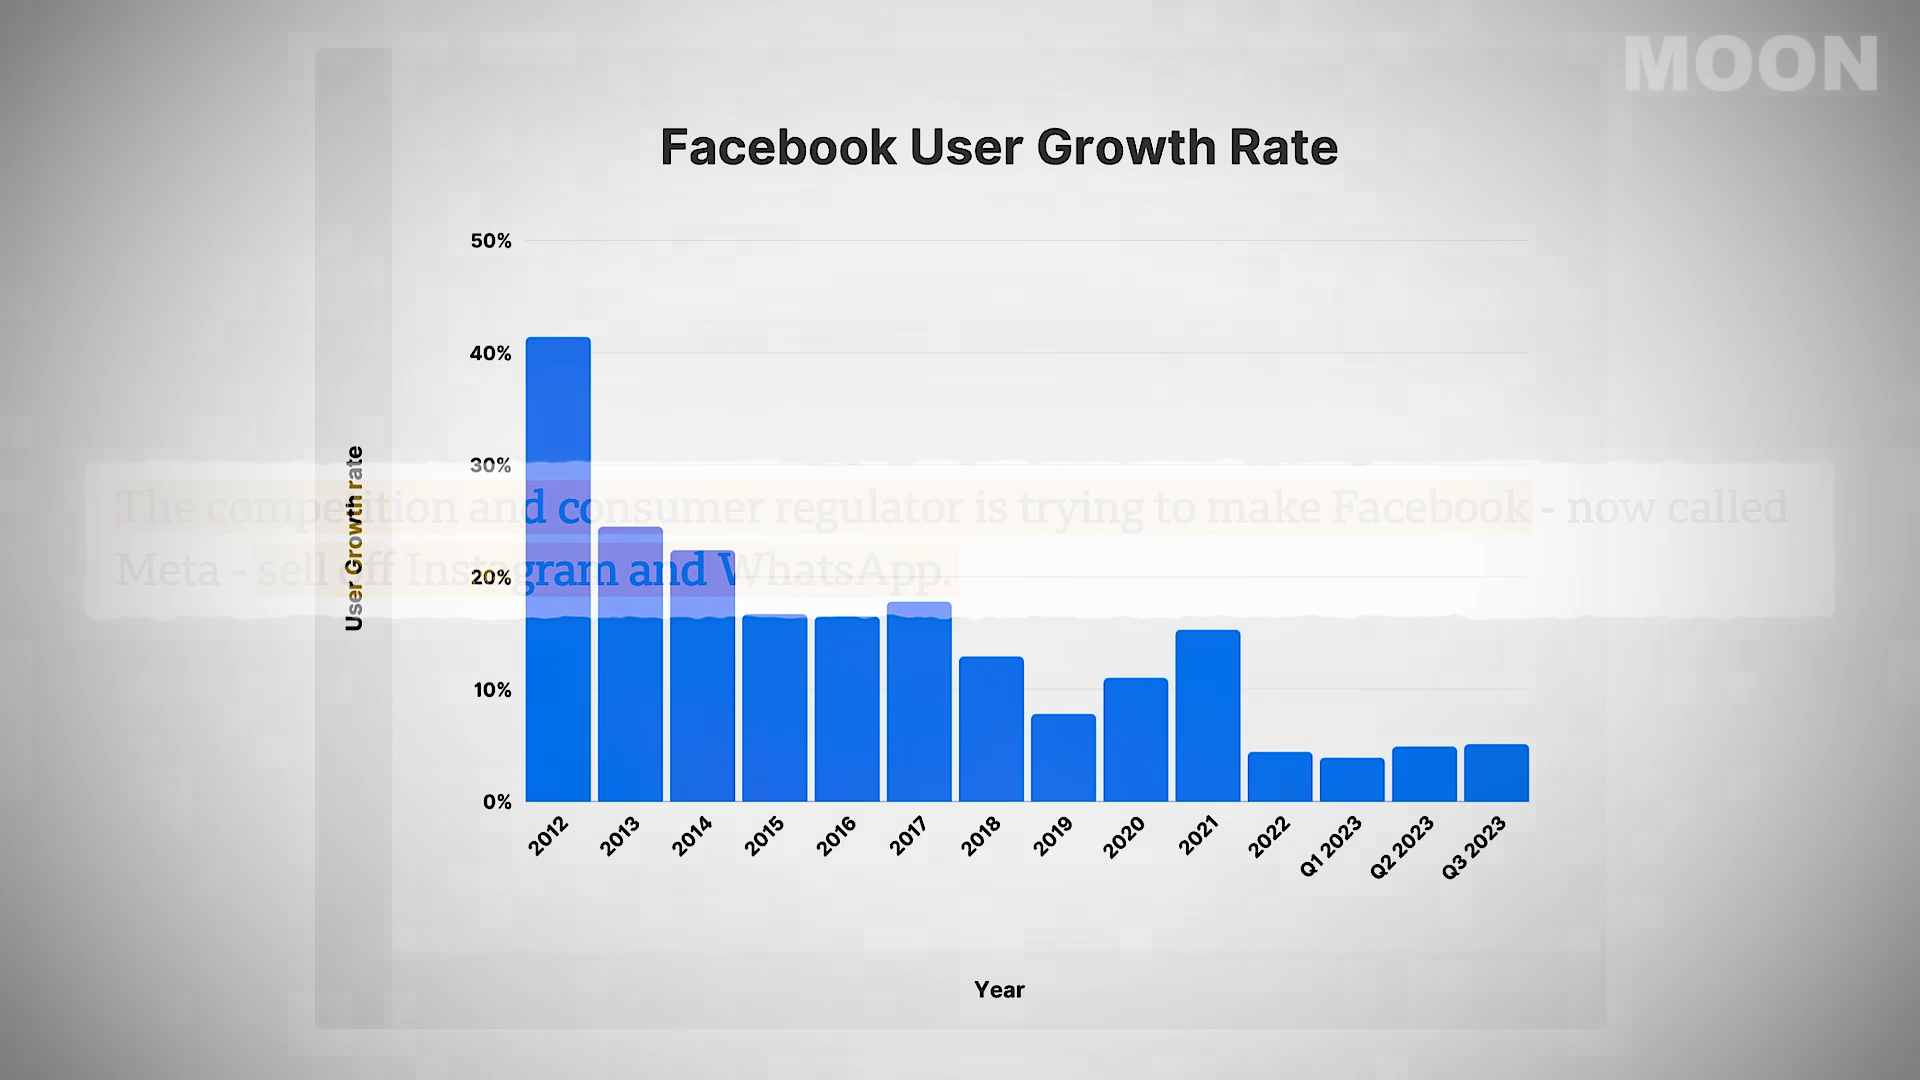 MOON
Facebook User Growth Rate
50%
40%
30%
20%
10%
0%
User Growth rate
The competition and consumer regulator is trying to make Facebook - now called
Meta - sell off Instagram and WhatsApp.
2012
2013
2014
2015
2016
2017
2018
2019
2020
2021
2022
Q1 2023
Q2 2023
Q3 2023
Year